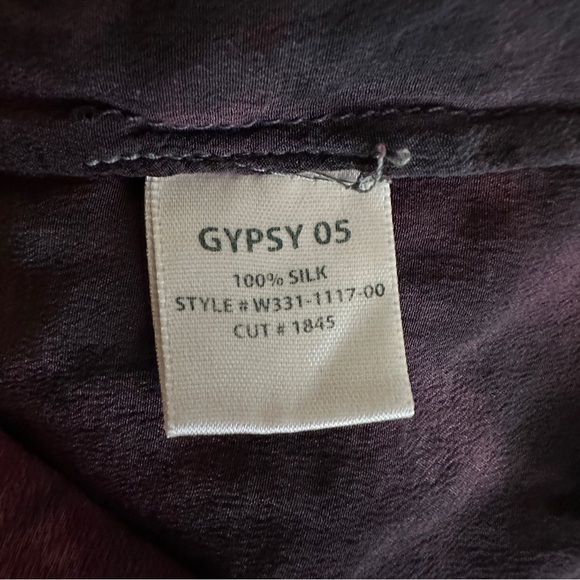 GYPSY 05
100% SILK
STYLE # W331-1117-00
CUT # 1845